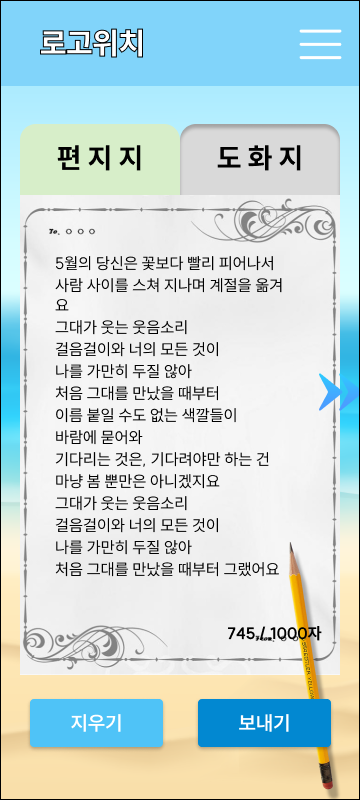 로고위치
편지지
도화지
To. ㅇㅇㅇ
5월의 당신은 꽃보다 빨리 피어나서
사람 사이를 스쳐 지나며 계절을 옮겨
요
그대가 웃는 웃음소리
걸음걸이와 너의 모든 것이
나를 가만히 두질 않아
처음 그대를 만났을 때부터
이름 붙일 수도 없는 색깔들이
바람에 묻어와
기다리는 것은, 기다려야만 하는 건
마냥 봄 뿐만은 아니겠지요
그대가 웃는 웃음소리
걸음걸이와 너의 모든 것이
나를 가만히 두질 않아
처음 그대를 만났을 때부터 그랬어요
745 / 1000자
지우기
보내기